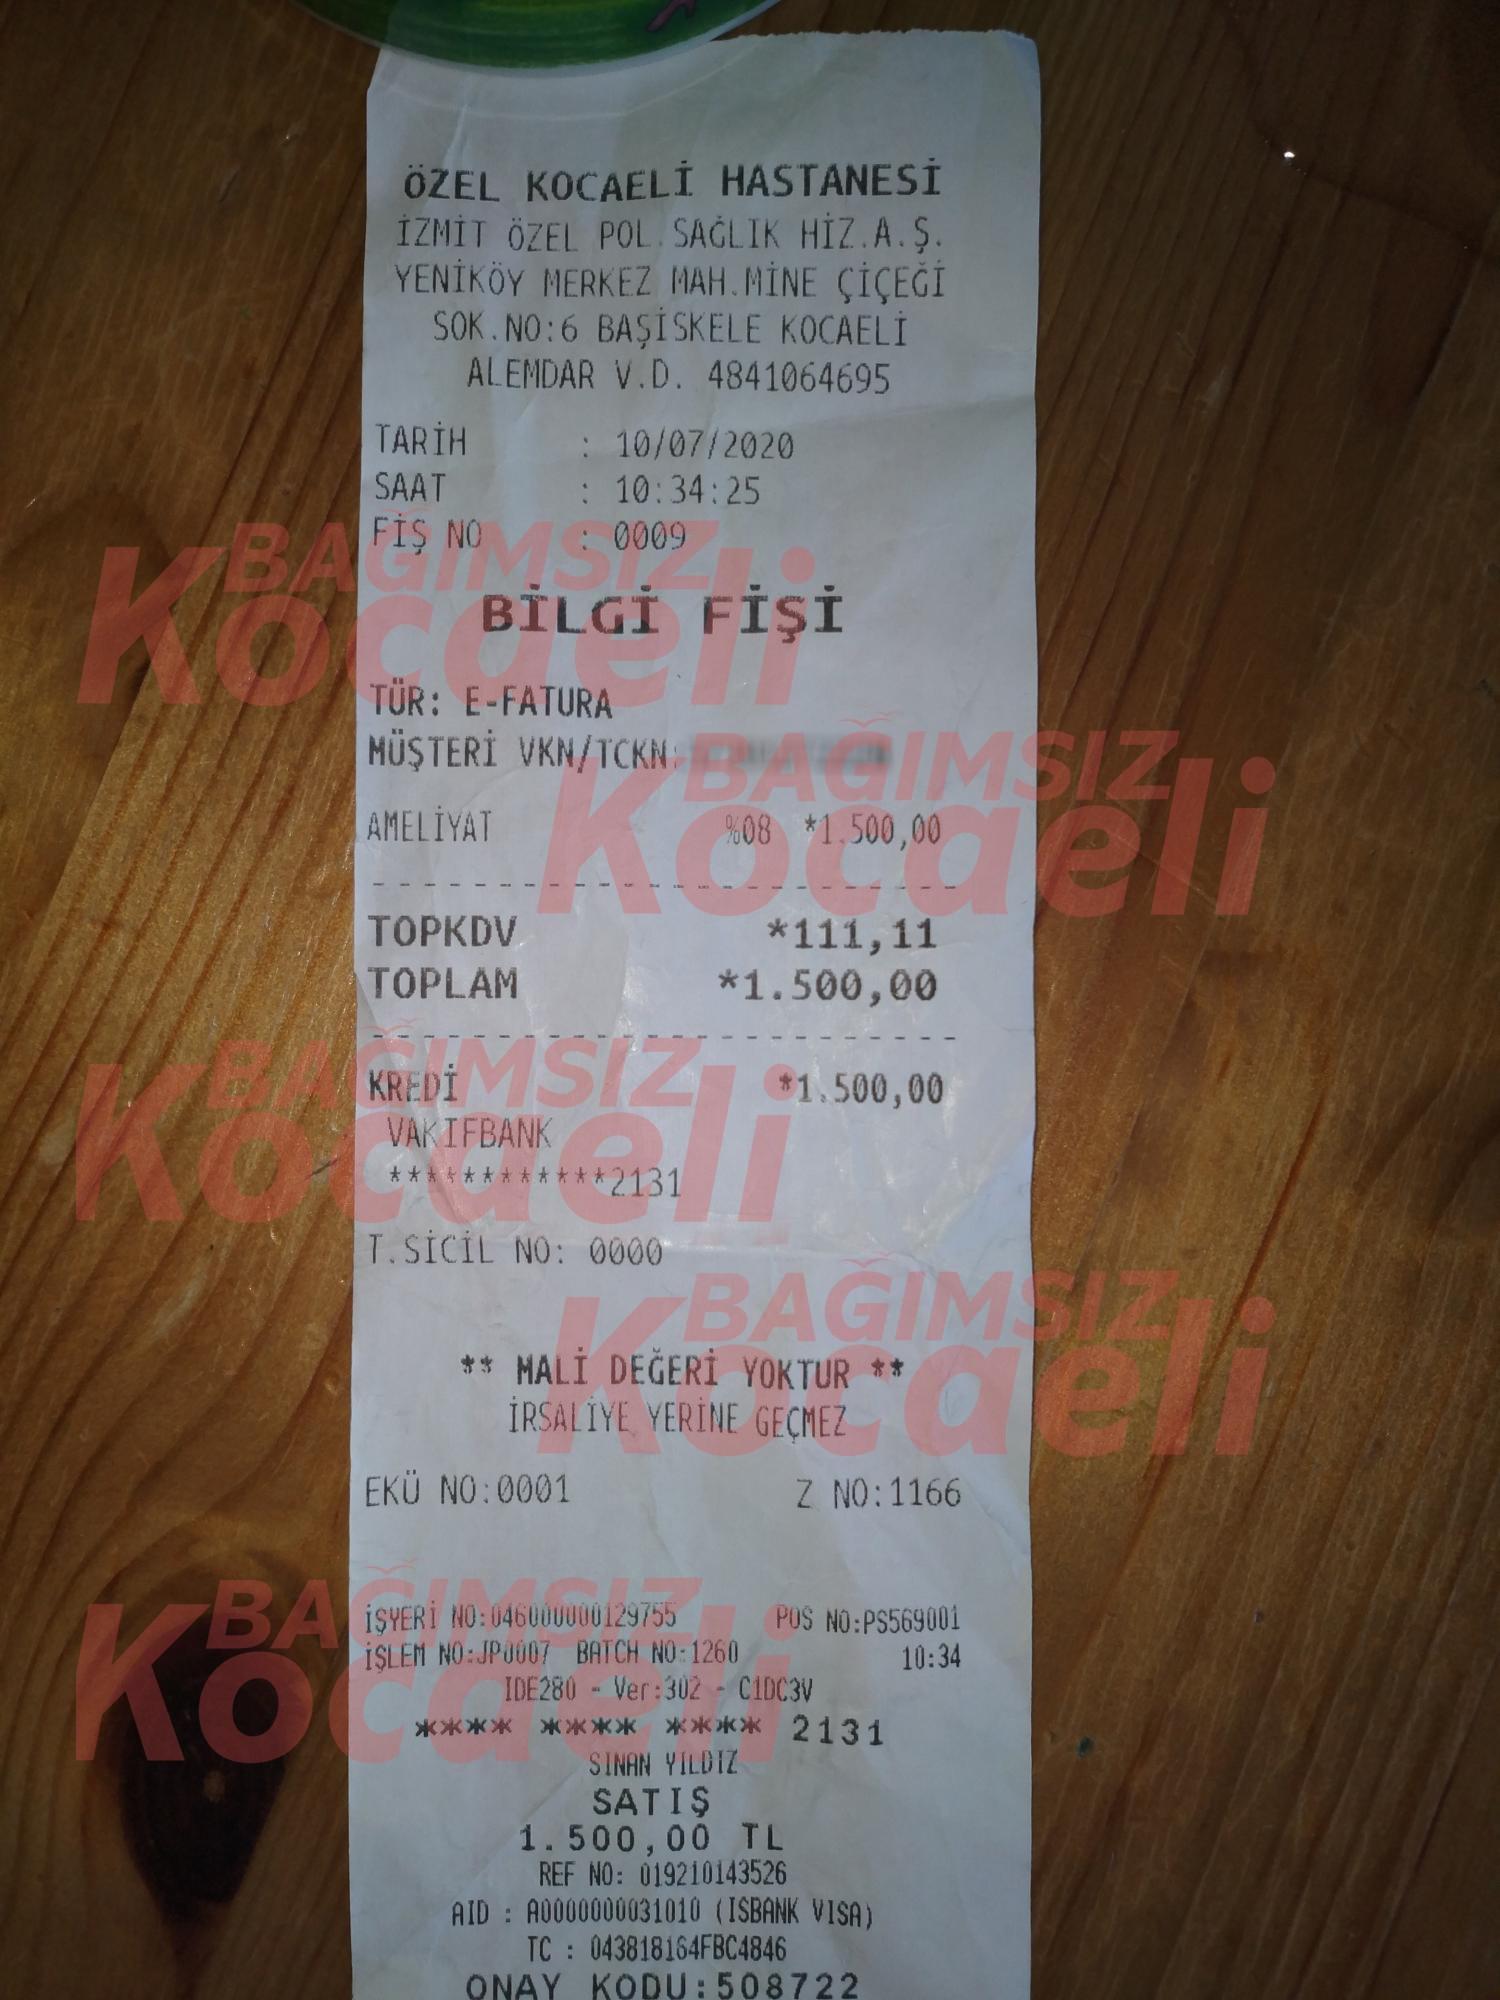 ÖZEL KOCAELİ HASTANESİ
İZMİT ÖZEL POL.SAĞLIK HİZ.A.Ş.
YENİKÖY MERKEZ MAH.MİNE ÇİÇEĞİ
SOK.NO:6 BAŞİSKELE KOCAELİ
ALEMDAR V.D. 4841064695
TARİH : 10/07/2020
SAAT : 10:34:25
FİŞ NO : 0009
BAĞIMSIZ
Kocaeli
BİLGİ FİŞİ
TÜR: E-FATURA
MÜŞTERİ VKN/TCKN:
BAĞIMSIZ
Kocaeli
AMELİYAT %08 *1.500,00
TOPKDV *111,11
TOPLAM *1.500,00
BAĞIMSIZ
Kocaeli
KREDİ *1.500,00
VAKIFBANK
************2131
T.SİCİL NO: 0000
BAĞIMSIZ
Kocaeli
** MALİ DEĞERİ YOKTUR **
İRSALİYE YERİNE GEÇMEZ
EKÜ NO:0001 Z NO:1166
BAĞIMSIZ
Kocaeli
İŞYERİ NO:046000000129755 POS NO:PS569001
İŞLEM NO:JP0007 BATCH NO:1260 10:34
IDE280 - Ver:302 - C1DC3V
**** **** **** 2131
SINAN YILDIZ
SATIŞ
1.500,00 TL
REF NO: 019210143526
AID : A0000000031010 (ISBANK VISA)
TC : 043818164FBC4846
ONAY KODU:508722